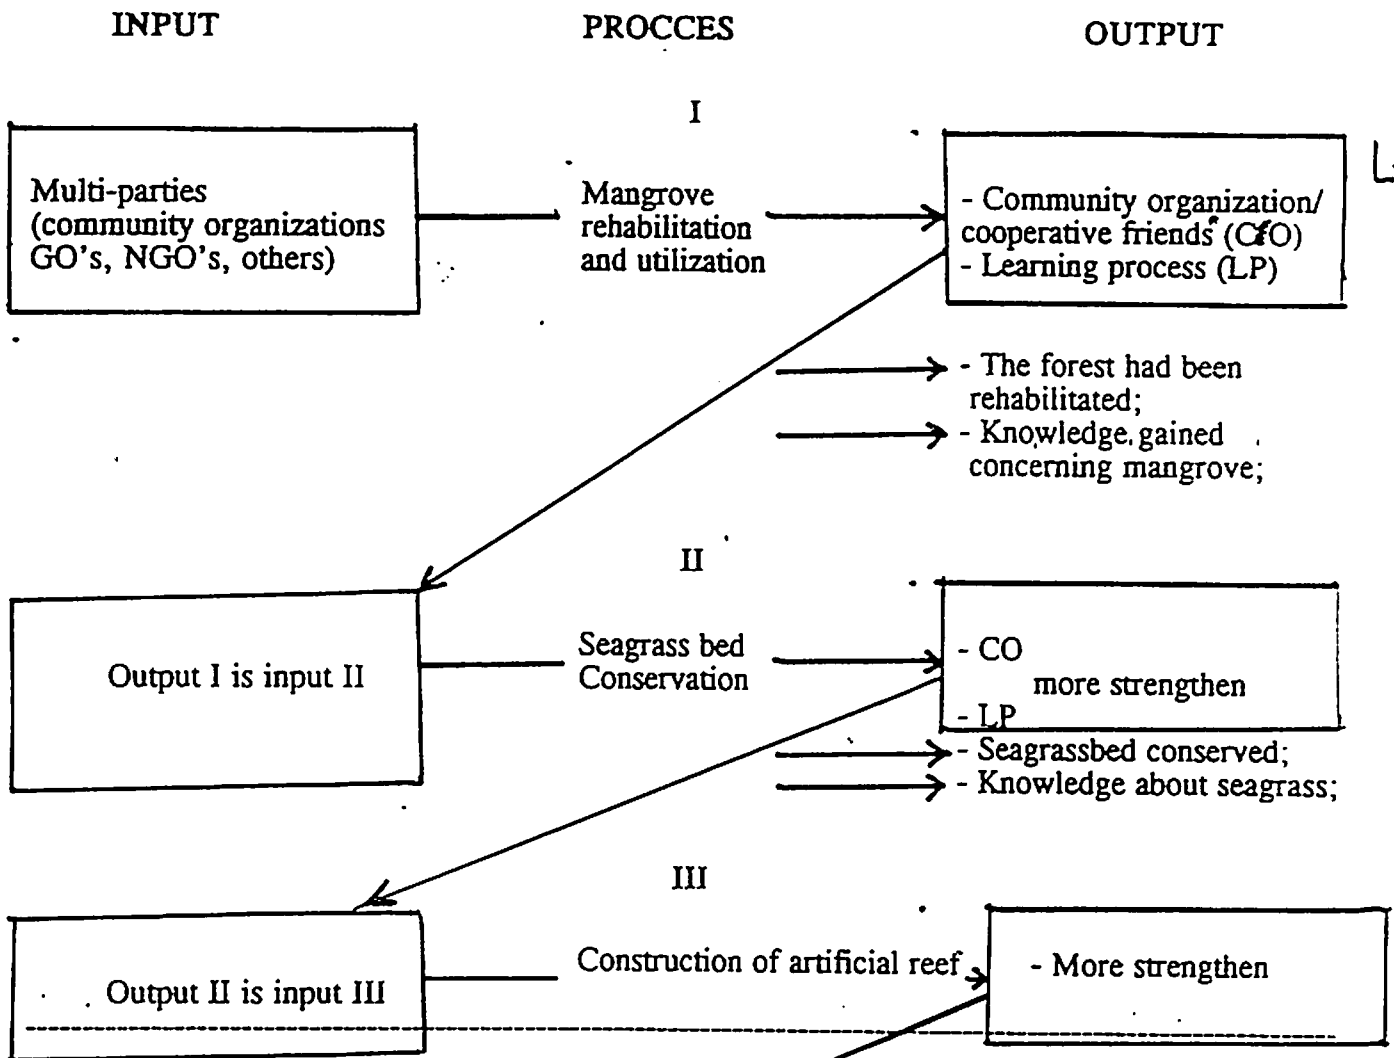 INPUT PROCCES OUTPUT
I
Multi-parties
(community organizations
GO's, NGO's, others)
Mangrove
rehabilitation
and utilization
- Community organization/
cooperative friends (CO)
- Learning process (LP)
- The forest had been
rehabilitated;
- Knowledge gained
concerning mangrove;
II
Output I is input II
Seagrass bed
Conservation
- CO
more strengthen
- LP
- Seagrassbed conserved;
- Knowledge about seagrass;
III
Output II is input III
Construction of artificial reef
- More strengthen